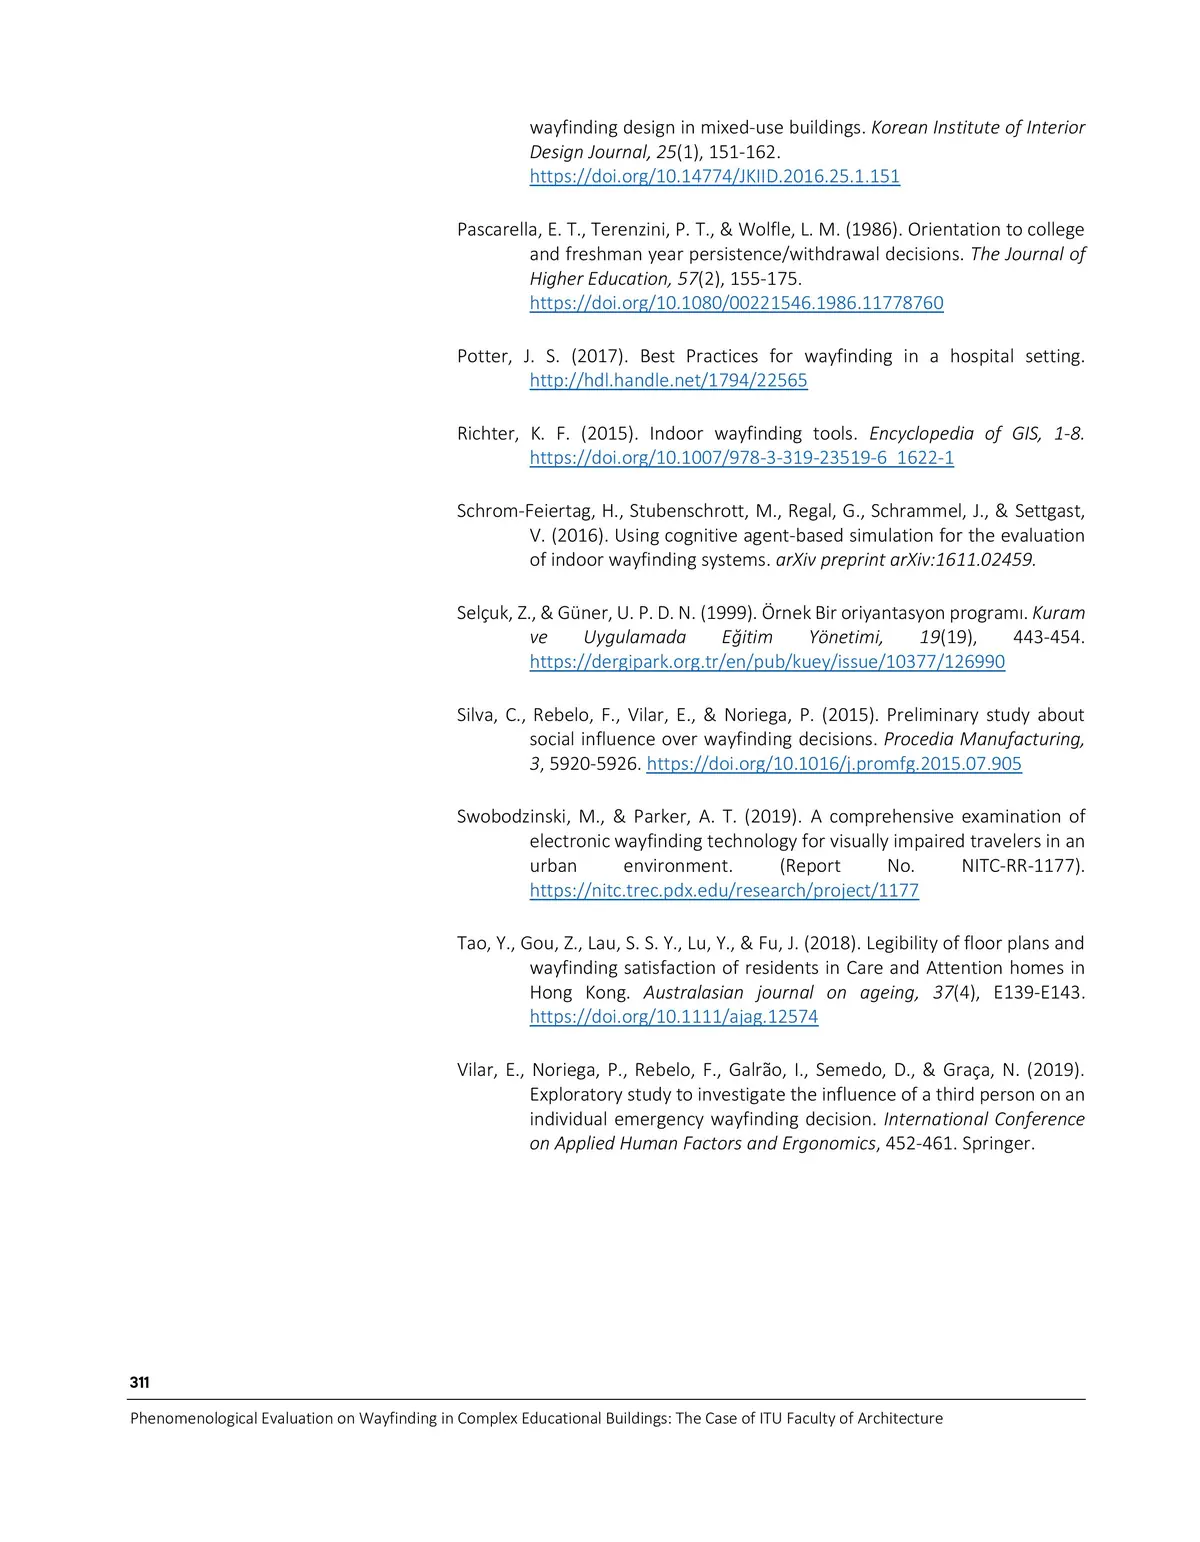 wayfinding design in mixed-use buildings. Korean Institute of Interior
Design Journal, 25(1), 151-162.
https://doi.org/10.14774/JKIID.2016.25.1.151
Pascarella, E. T., Terenzini, P. T., & Wolfle, L. M. (1986). Orientation to college
and freshman year persistence/withdrawal decisions. The Journal of
Higher Education, 57(2), 155-175.
https://doi.org/10.1080/00221546.1986.11778760
Potter, J. S. (2017). Best Practices for wayfinding in a hospital setting.
http://hdl.handle.net/1794/22565
Richter, K. F. (2015). Indoor wayfinding tools. Encyclopedia of GIS, 1-8.
https://doi.org/10.1007/978-3-319-23519-6_1622-1
Schrom-Feiertag, H., Stubenschrott, M., Regal, G., Schrammel, J., & Settgast,
V. (2016). Using cognitive agent-based simulation for the evaluation
of indoor wayfinding systems. arXiv preprint arXiv:1611.02459.
Selçuk, Z., & Güner, U. P. D. N. (1999). Örnek Bir oriyantasyon programı. Kuram
ve Uygulamada Eğitim Yönetimi, 19(19), 443-454.
https://dergipark.org.tr/en/pub/kuey/issue/10377/126990
Silva, C., Rebelo, F., Vilar, E., & Noriega, P. (2015). Preliminary study about
social influence over wayfinding decisions. Procedia Manufacturing,
3, 5920-5926. https://doi.org/10.1016/j.promfg.2015.07.905
Swobodzinski, M., & Parker, A. T. (2019). A comprehensive examination of
electronic wayfinding technology for visually impaired travelers in an
urban environment. (Report No. NITC-RR-1177).
https://nitc.trec.pdx.edu/research/project/1177
Tao, Y., Gou, Z., Lau, S. S. Y., Lu, Y., & Fu, J. (2018). Legibility of floor plans and
wayfinding satisfaction of residents in Care and Attention homes in
Hong Kong. Australasian journal on ageing, 37(4), E139-E143.
https://doi.org/10.1111/ajag.12574
Vilar, E., Noriega, P., Rebelo, F., Galrão, I., Semedo, D., & Graça, N. (2019).
Exploratory study to investigate the influence of a third person on an
individual emergency wayfinding decision. International Conference
on Applied Human Factors and Ergonomics, 452-461. Springer.
311
Phenomenological Evaluation on Wayfinding in Complex Educational Buildings: The Case of ITU Faculty of Architecture